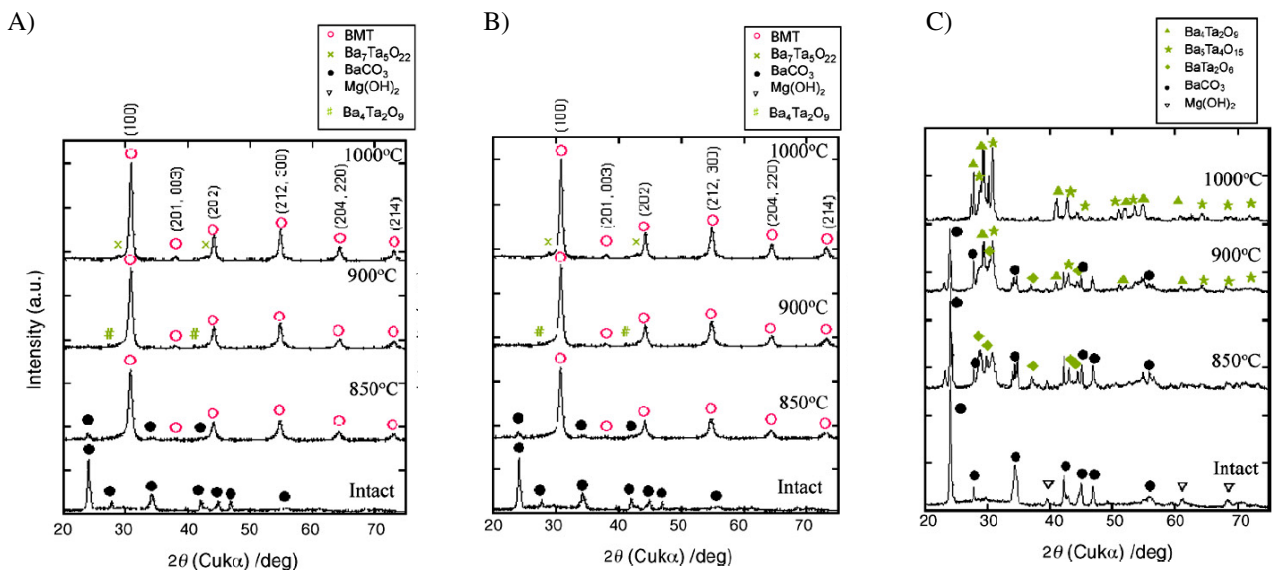 A)
BMT
Ba7Ta5O22
BaCO3
Mg(OH)2
Ba4Ta2O9
(100)
1000°C
(201, 003)
(202)
(212, 300)
(204, 220)
(214)
900°C
850°C
Intact
Intensity (a.u.)
20 30 40 50 60 70
2θ (Cukα) /deg)
B)
BMT
Ba7Ta5O22
BaCO3
Mg(OH)2
Ba4Ta2O9
(100)
1000°C
(201, 003)
(202)
(212, 300)
(204, 220)
(214)
900°C
850°C
Intact
20 30 40 50 60 70
2θ (Cukα) /deg)
C)
Ba4Ta2O9
Ba5Ta4O15
BaTa2O6
BaCO3
Mg(OH)2
1000°C
900°C
850°C
Intact
20 30 40 50 60 70
2θ (Cukα) /deg)